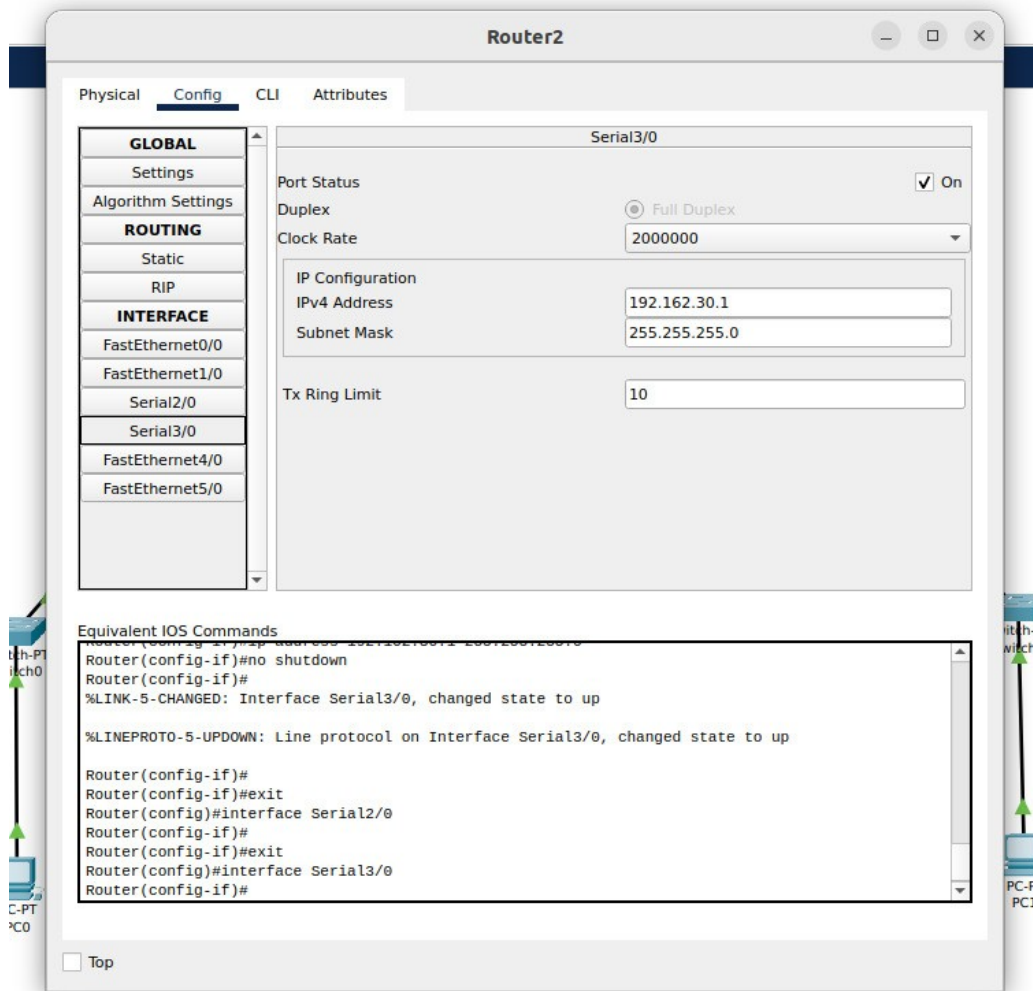 Router2
Physical Config CLI Attributes
GLOBAL
Settings
Algorithm Settings
ROUTING
Static
RIP
INTERFACE
FastEthernet0/0
FastEthernet1/0
Serial2/0
Serial3/0
FastEthernet4/0
FastEthernet5/0
Serial3/0
Port Status On
Duplex Full Duplex
Clock Rate 2000000
IP Configuration
IPv4 Address 192.162.30.1
Subnet Mask 255.255.255.0
Tx Ring Limit 10
Equivalent IOS Commands
Router(config-if)#no shutdown
Router(config-if)#
%LINK-5-CHANGED: Interface Serial3/0, changed state to up
%LINEPROTO-5-UPDOWN: Line protocol on Interface Serial3/0, changed state to up
Router(config-if)#
Router(config-if)#exit
Router(config)#interface Serial2/0
Router(config-if)#
Router(config-if)#exit
Router(config)#interface Serial3/0
Router(config-if)#
Top
C-PT
PC0
PC1